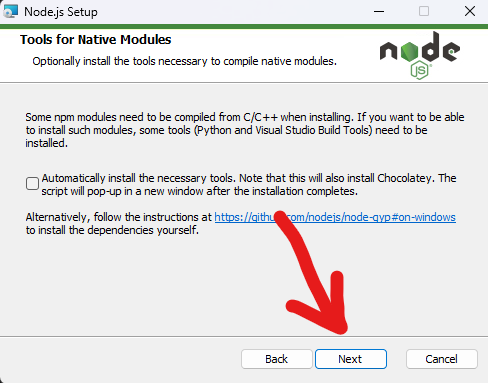 Node.js Setup
Tools for Native Modules
Optionally install the tools necessary to compile native modules.
node
JS
Some npm modules need to be compiled from C/C++ when installing. If you want to be able
to install such modules, some tools (Python and Visual Studio Build Tools) need to be
installed.
Automatically install the necessary tools. Note that this will also install Chocolatey. The
script will pop-up in a new window after the installation completes.
Alternatively, follow the instructions at https://github.com/nodejs/node-gyp#on-windows
to install the dependencies yourself.
Back
Next
Cancel